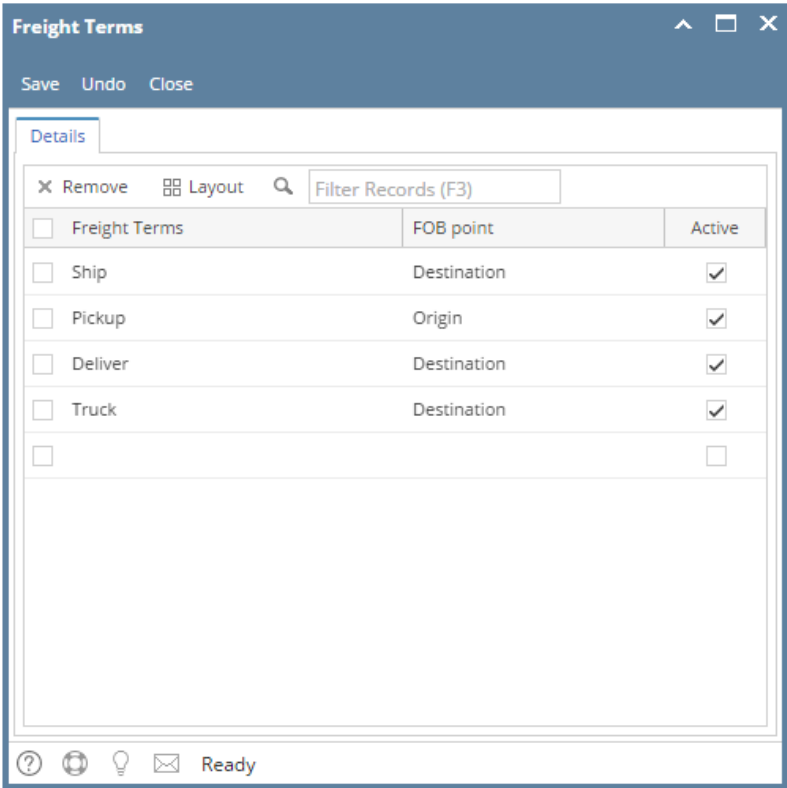 Freight Terms
Save Undo Close
Details
Remove Layout Filter Records (F3)
Freight Terms FOB point Active
Ship Destination
Pickup Origin
Deliver Destination
Truck Destination
Ready